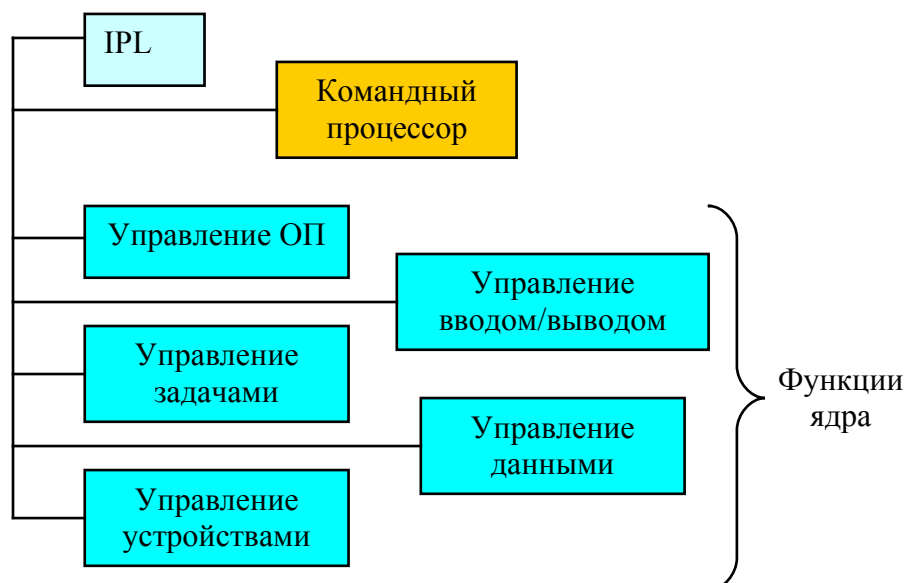 IPL
Командный
процессор
Управление ОП
Управление
вводом/выводом
Управление
задачами
Функции
ядра
Управление
данными
Управление
устройствами